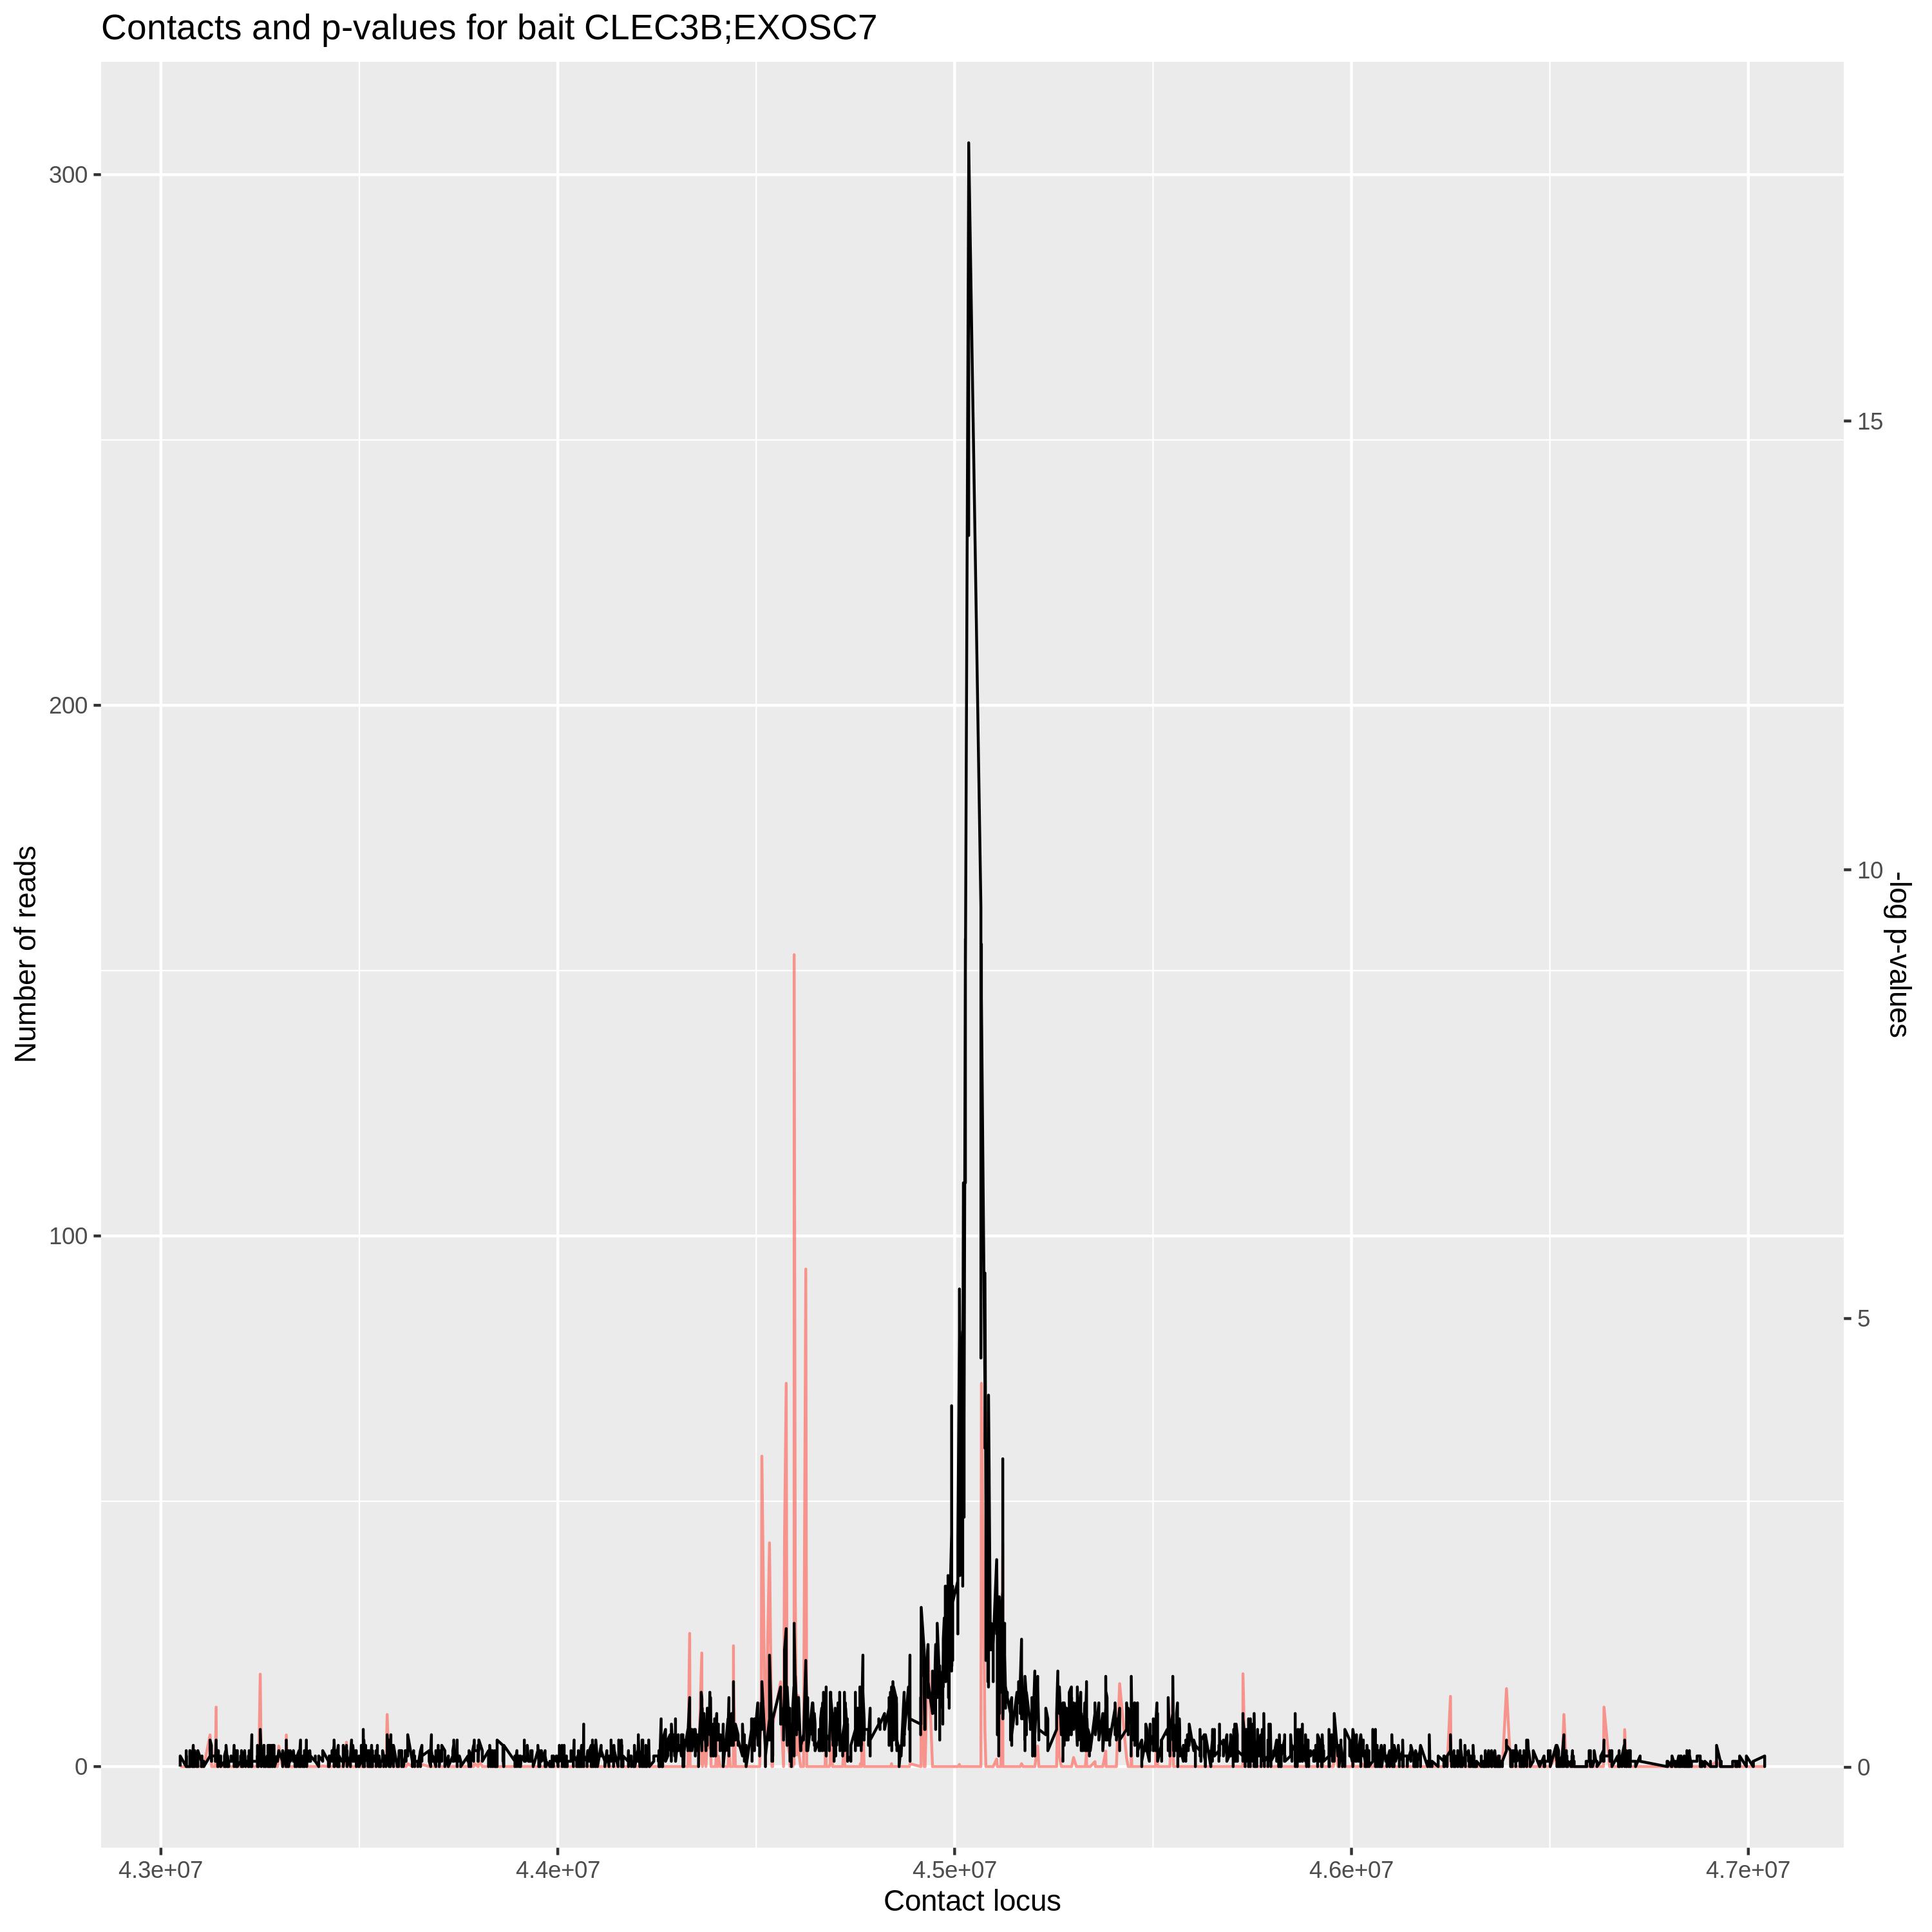 Contacts and p-values for bait CLEC3B;EXOSC7
300
200
100
0
Number of reads
15
10
5
0
-log p-values
4.3e+07
4.4e+07
4.5e+07
4.6e+07
4.7e+07
Contact locus